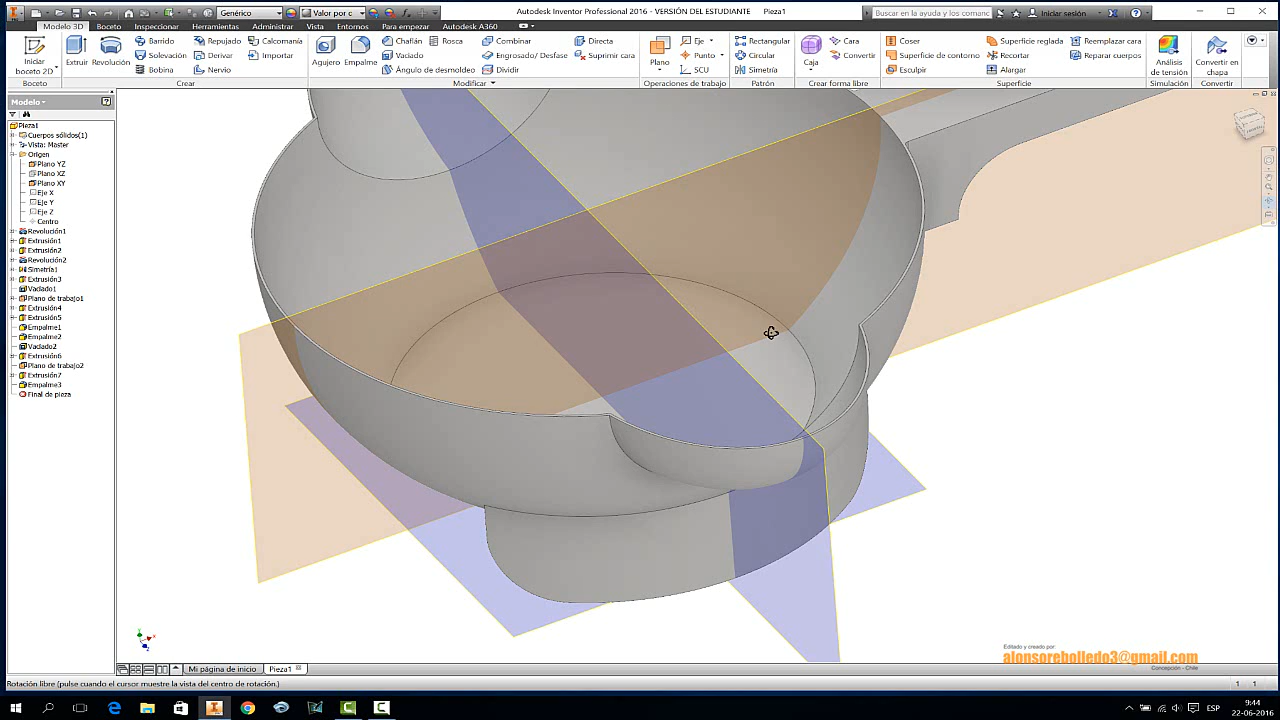 Genérico
Valor por c
Autodesk Inventor Professional 2016 - VERSIÓN DEL ESTUDIANTE Pieza1
Buscar en la ayuda y los comanc
Iniciar sesión
Modelo 3D Boceto Inspeccionar Herramientas Administrar Vista Entornos Para empezar Autodesk A360
Iniciar boceto 2D
Extruir
Revolución
Barrido
Solevación
Bobina
Repujado
Derivar
Nervio
Calcomanía
Importar
Agujero
Empalme
Chaflán
Vaciado
Ángulo de desmoldeo
Rosca
Combinar
Engrosado/Desfase
Dividir
Directa
Suprimir cara
Plano
Eje
Punto
SCU
Rectangular
Circular
Simetría
Caja
Cara
Convertir
Coser
Superficie de contorno
Esculpir
Superficie reglada
Recortar
Alargar
Reemplazar cara
Reparar cuerpos
Análisis de tensión
Convertir en chapa
Boceto
Crear
Modificar
Operaciones de trabajo
Patrón
Crear forma libre
Superficie
Simulación
Convertir
Modelo
Pieza1
Cuerpos sólidos(1)
Vista: Master
Origen
Plano YZ
Plano XZ
Plano XY
Eje X
Eje Y
Eje Z
Centro
Revolución1
Extrusión1
Extrusión2
Revolución2
Simetría1
Extrusión3
Vaciado1
Plano de trabajo1
Extrusión4
Extrusión5
Empalme1
Empalme2
Vaciado2
Extrusión6
Plano de trabajo2
Extrusión7
Empalme3
Final de pieza
Editado y creado por:
alonsorebolledo3@gmail.com
Concepción - Chile
Mi página de inicio
Pieza1
Rotación libre (pulse cuando el cursor muestre la vista del centro de rotación.)
1 1
ESP
9:44
22-06-2016